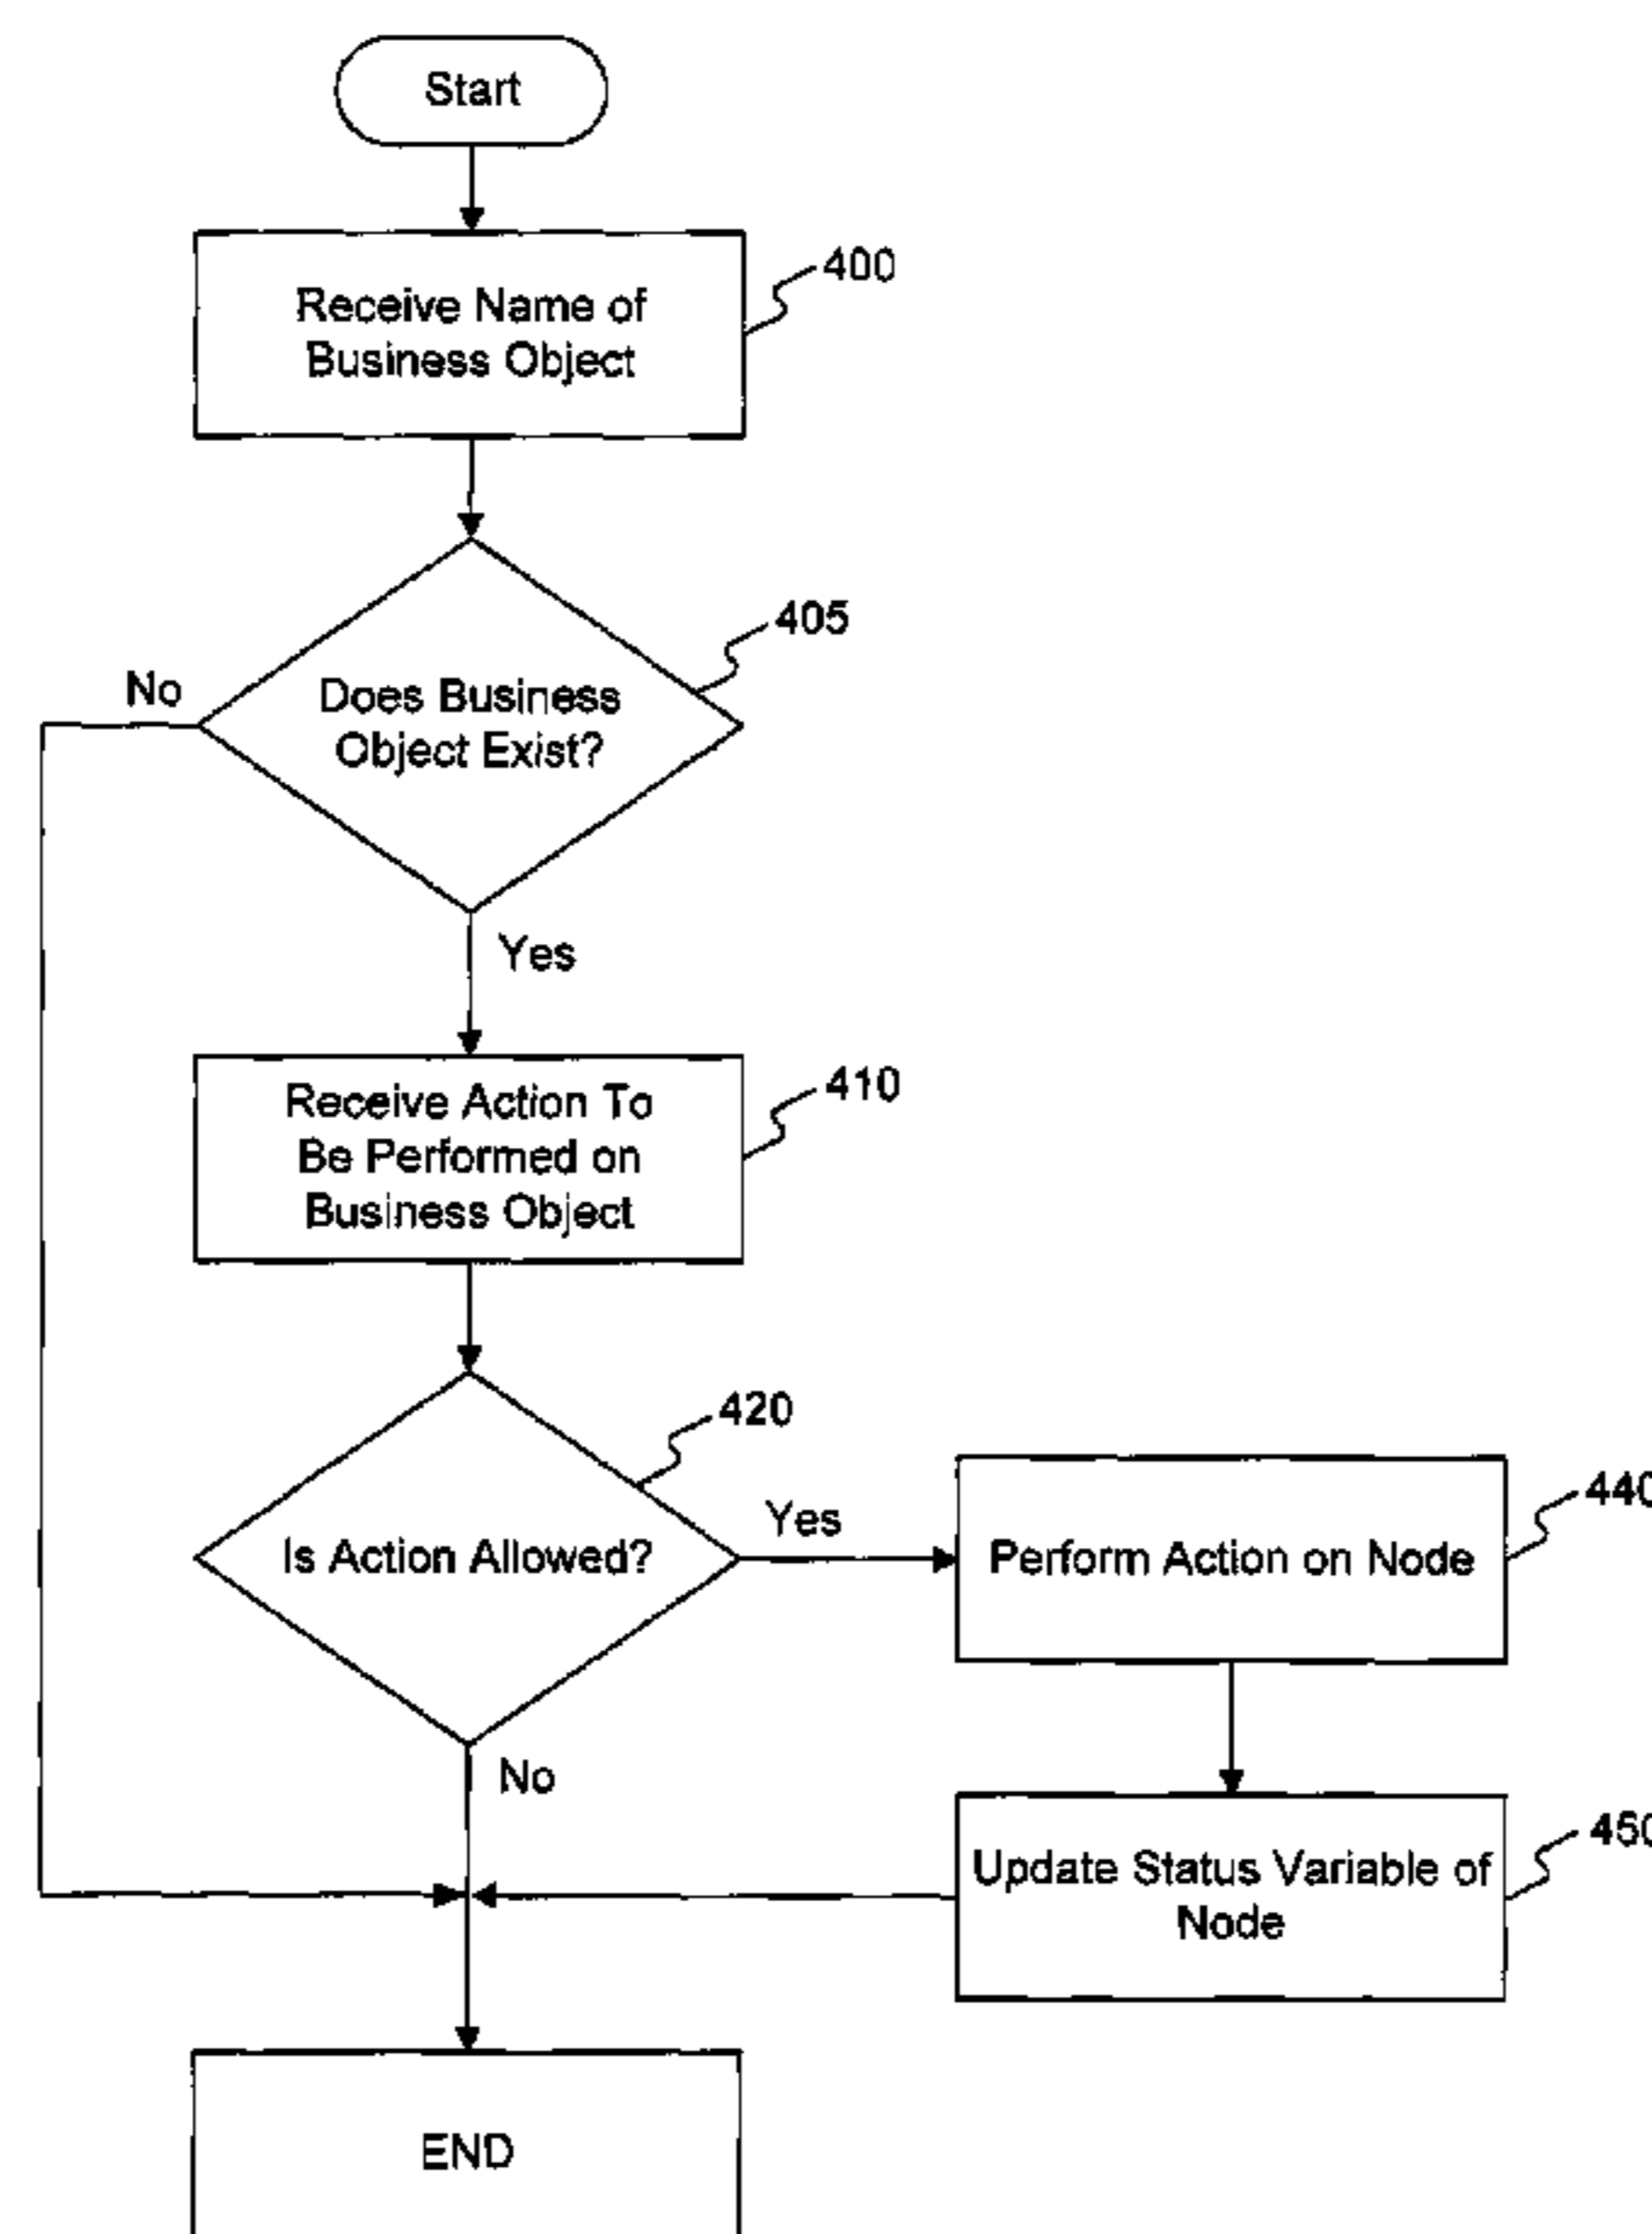 Start
400
Receive Name of
Business Object
405
No
Does Business
Object Exist?
Yes
410
Receive Action To
Be Performed on
Business Object
420
Is Action Allowed?
Yes
440
Perform Action on Node
No
450
Update Status Variable of
Node
END